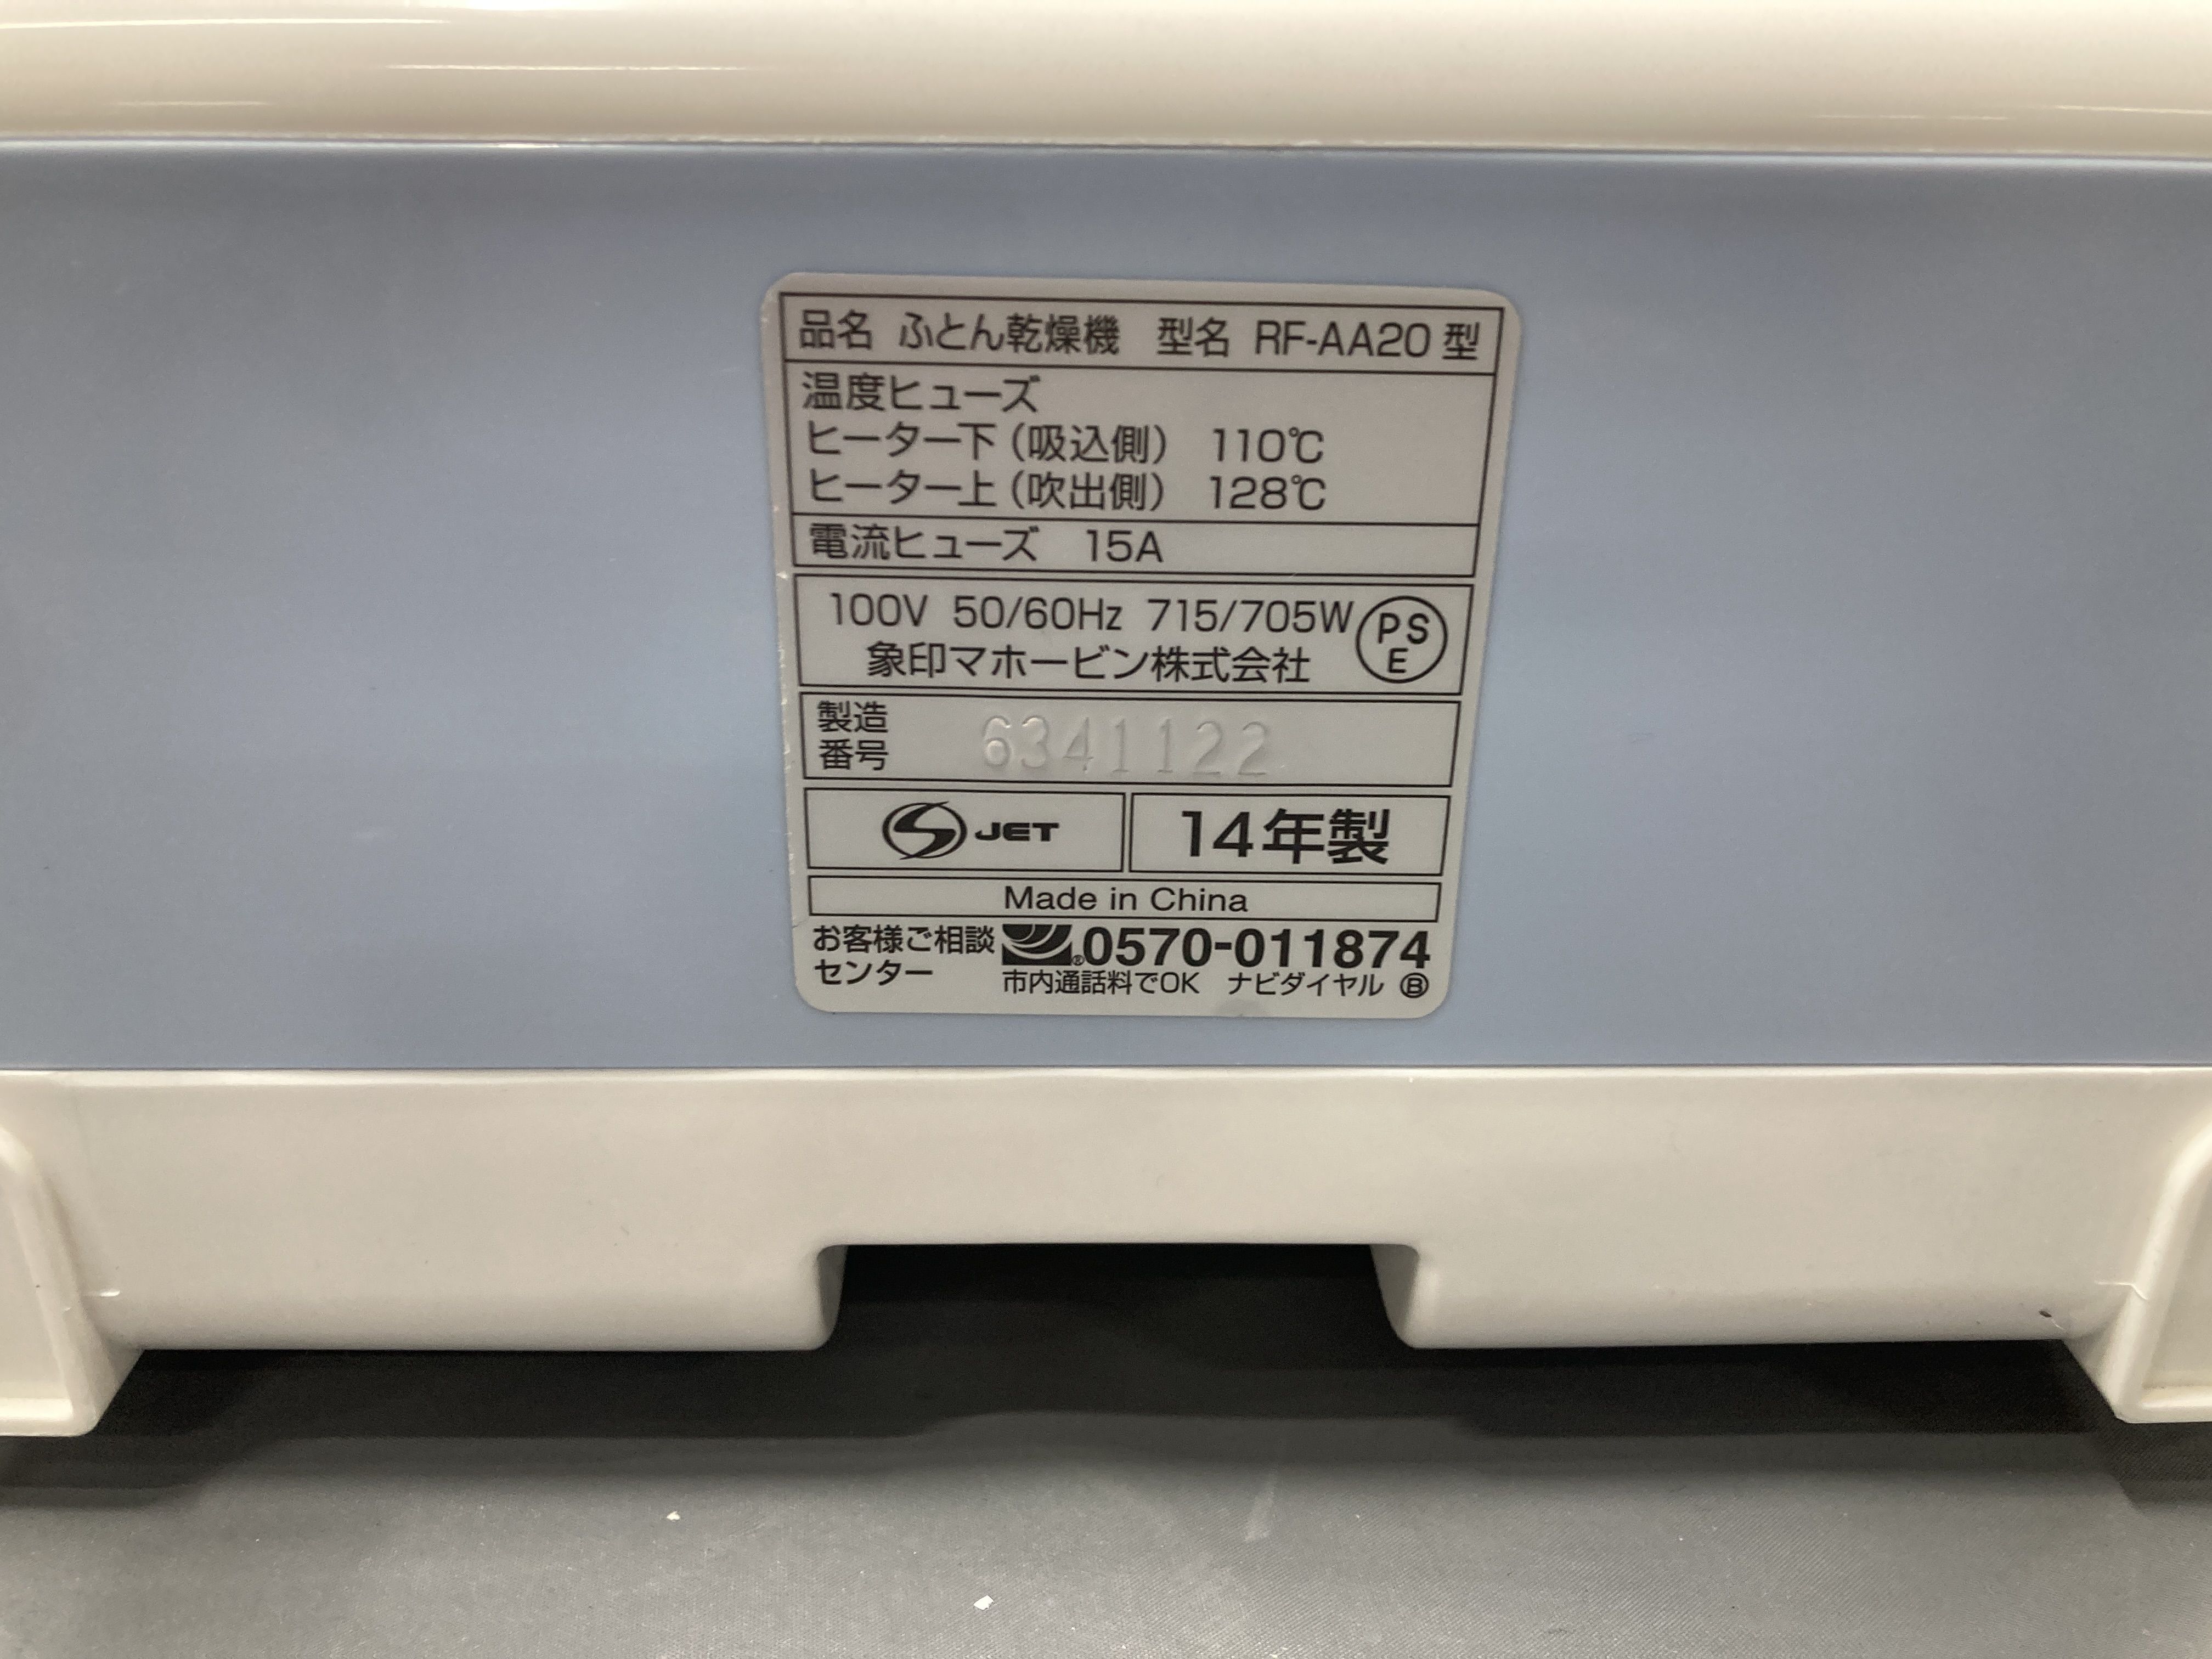 品名 ふとん乾燥機 型名 RF-AA20 型
温度ヒューズ
ヒーター下（吸込側） 110℃
ヒーター上（吹出側） 128℃
電流ヒューズ 15A
100V 50/60Hz 715/705W
PS
E
象印マホービン株式会社
製造
番号 6341122
S JET 14年製
Made in China
お客様ご相談
センター
®0570-011874
市内通話料でOK ナビダイヤル Ⓑ